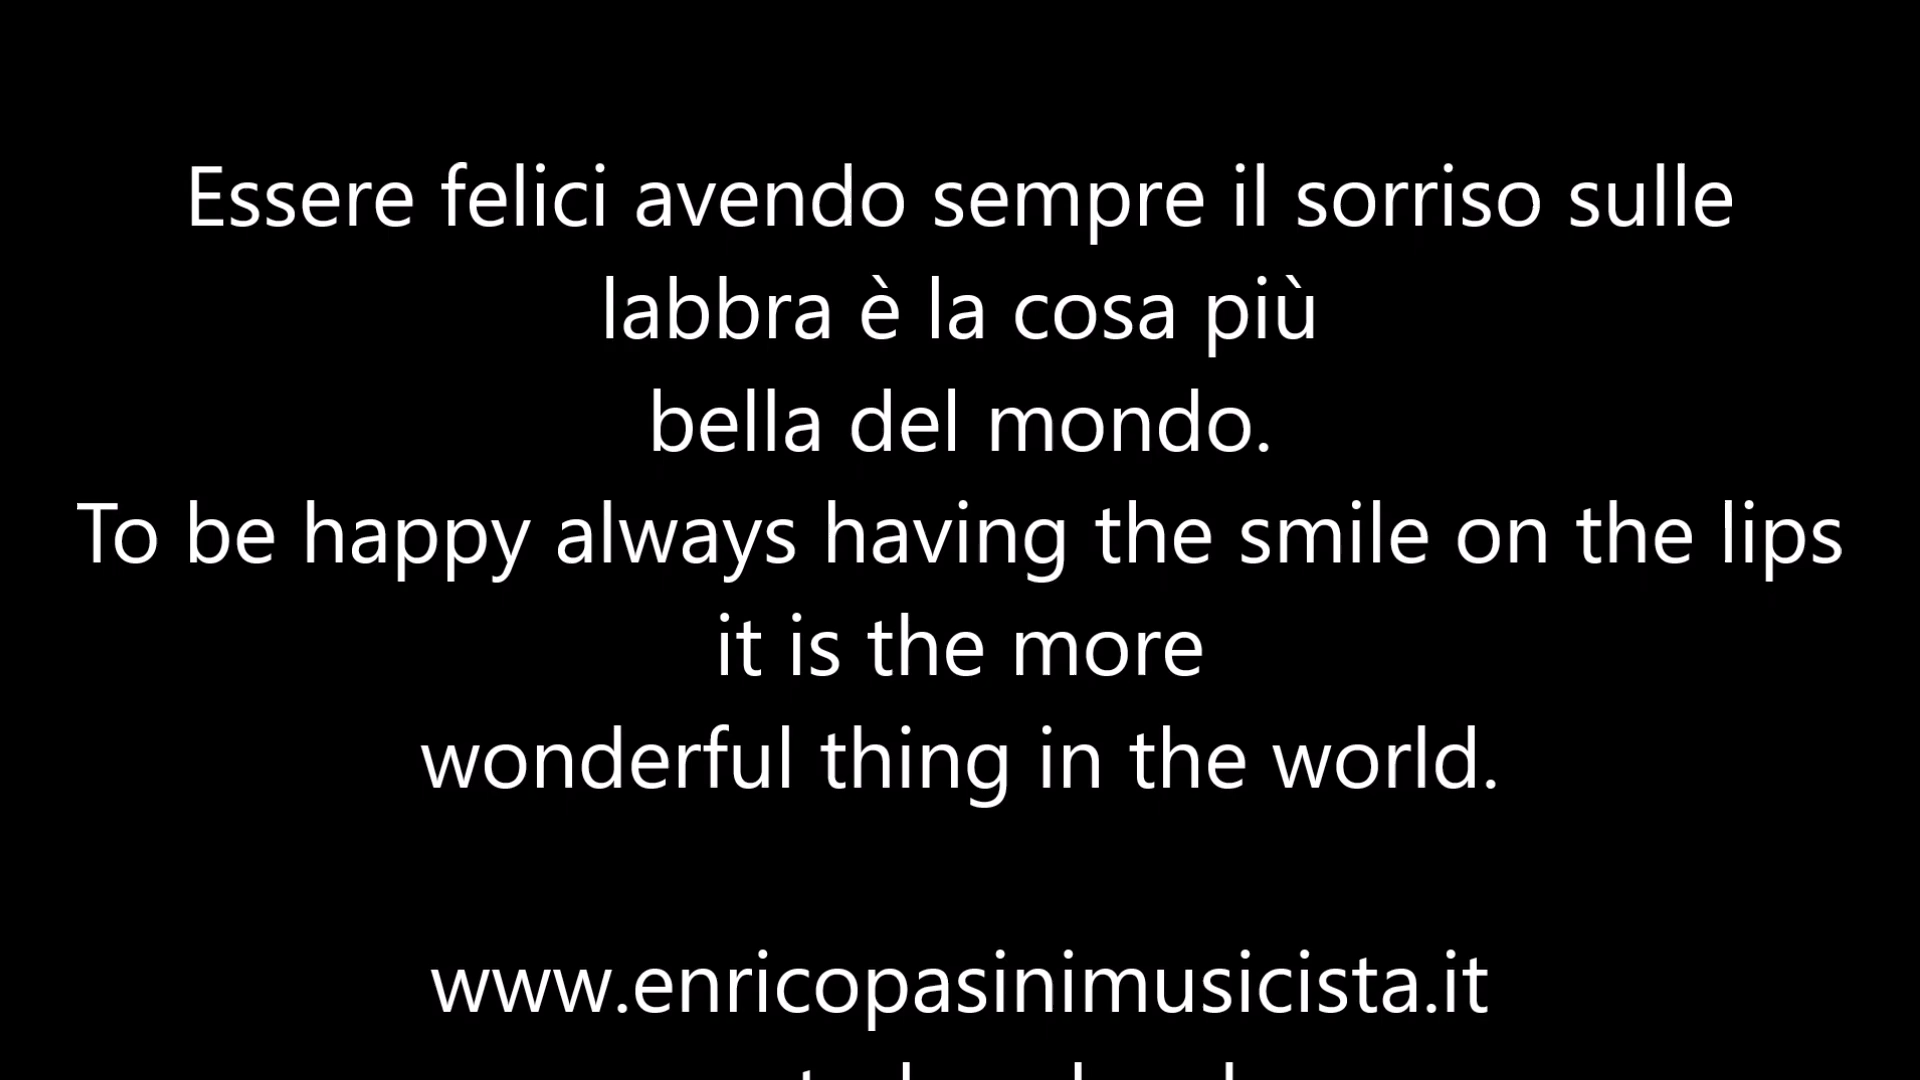 Essere felici avendo sempre il sorriso sulle
labbra è la cosa più
bella del mondo.
To be happy always having the smile on the lips
it is the more
wonderful thing in the world.
www.enricopasinimusicista.it